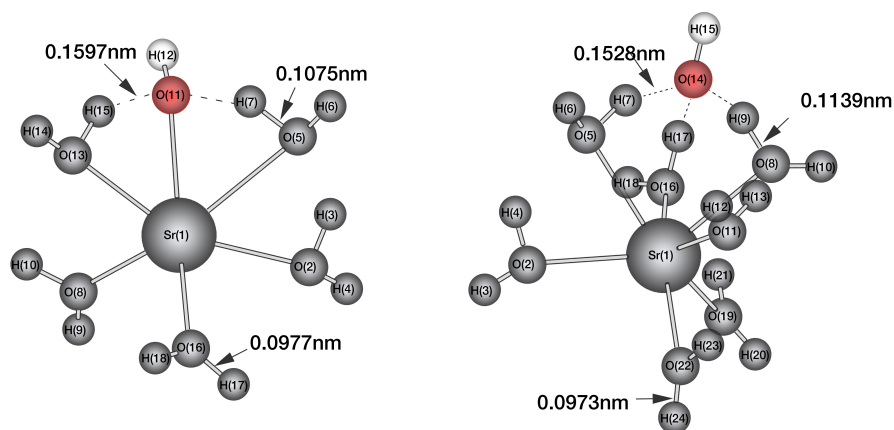 H(12)
0.1597nm
O(11)
0.1075nm
H(15)
H(7)
H(6)
H(14)
O(13)
O(5)
H(3)
Sr(1)
H(10)
O(2)
O(8)
H(4)
H(9)
O(16)
0.0977nm
H(18)
H(17)
H(15)
0.1528nm
O(14)
H(7)
H(6)
0.1139nm
H(9)
O(5)
H(17)
O(8)
H(10)
H(18)
O(16)
H(13)
H(12)
H(4)
O(11)
Sr(1)
O(2)
H(21)
H(3)
O(19)
H(23)
H(20)
O(22)
0.0973nm
H(24)